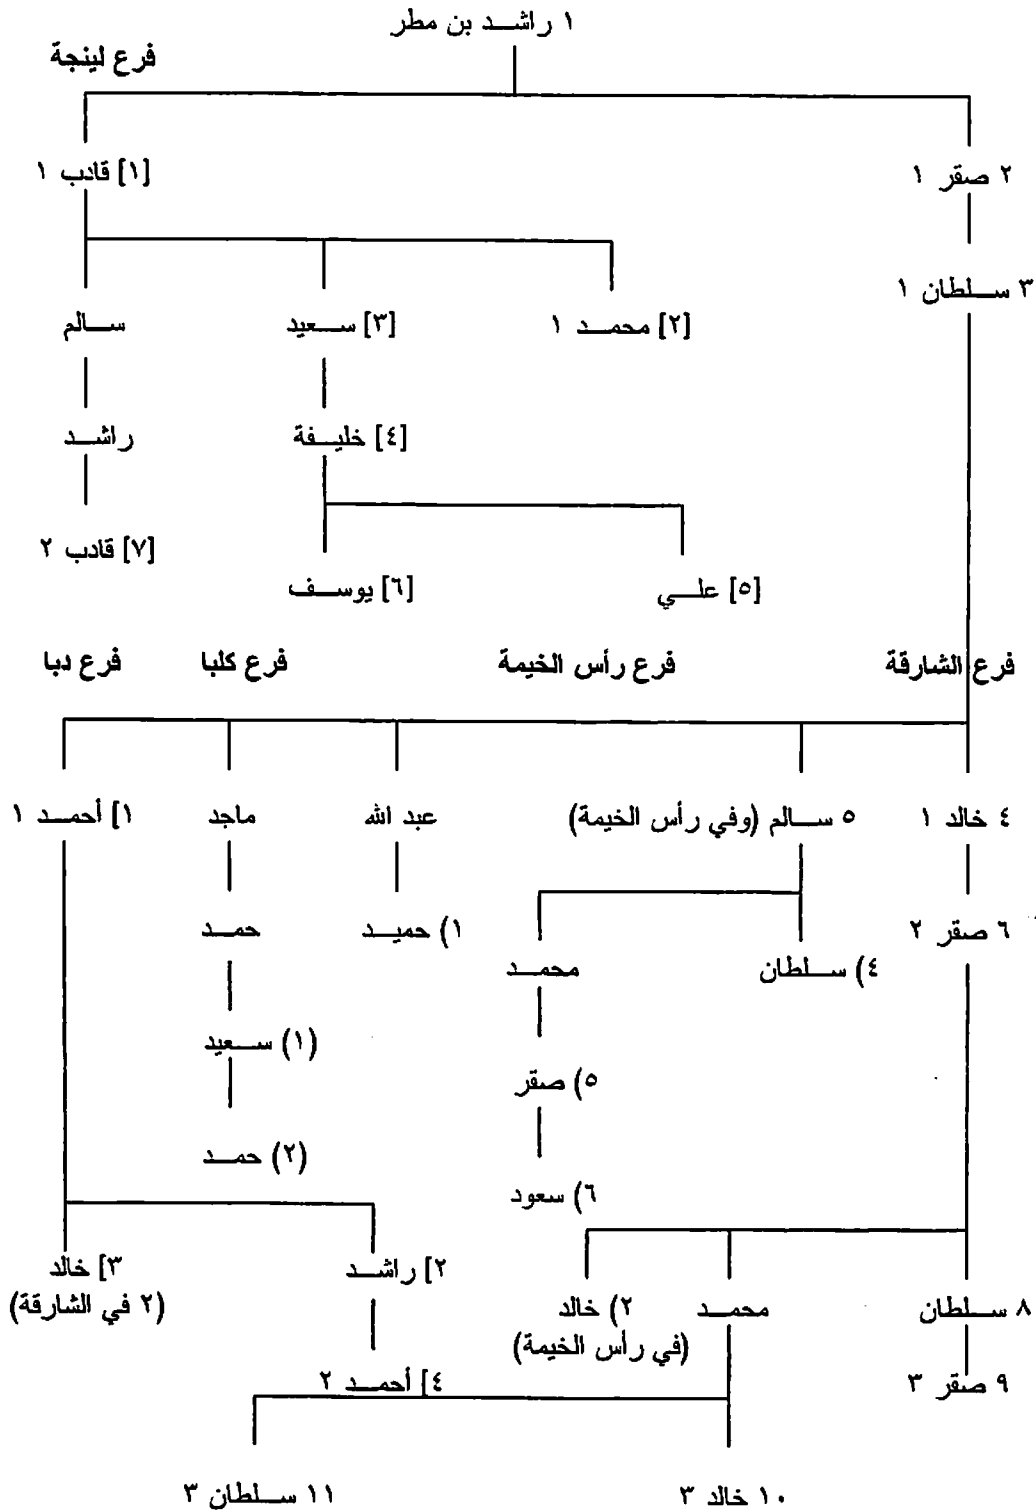 ١ راشد بن مطر
فرع لينجة
٢ صقر ١
[١] قادب ١
٣ سلطان ١
[٢] محمد ١
[٣] سعيد
سالم
[٤] خليفة
راشد
[٧] قادب ٢
[٥] علي
[٦] يوسف
فرع الشارقة
فرع رأس الخيمة
فرع كلبا
فرع دبا
٤ خالد ١
٥ سالم (وفي رأس الخيمة)
عبد الله
ماجد
١] أحمد ١
٦ صقر ٢
٤) سلطان
محمد
١) حميد
حمد
(١) سعيد
٥) صقر
(٢) حمد
٦) سعود
٨ سلطان
محمد
٢) خالد
(في رأس الخيمة)
٢] راشد
٣] خالد
(٢ في الشارقة)
٩ صقر ٣
٤] أحمد ٢
١٠ خالد ٣
١١ سلطان ٣